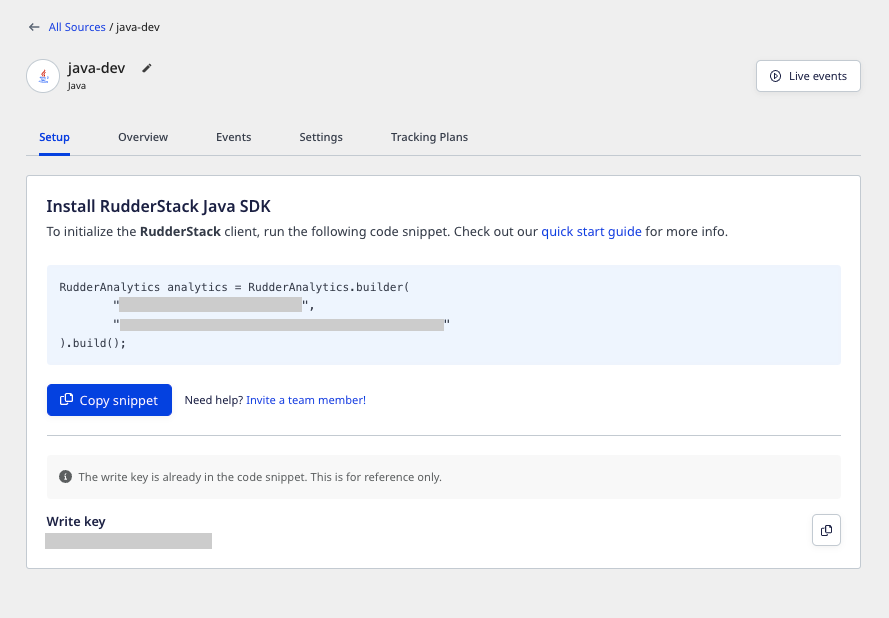 All Sources / java-dev
java-dev
Java
Live events
Setup
Overview
Events
Settings
Tracking Plans
Install RudderStack Java SDK
To initialize the RudderStack client, run the following code snippet. Check out our quick start guide for more info.
RudderAnalytics analytics = RudderAnalytics.builder(
"",
""
).build();
Copy snippet
Need help? Invite a team member!
The write key is already in the code snippet. This is for reference only.
Write key